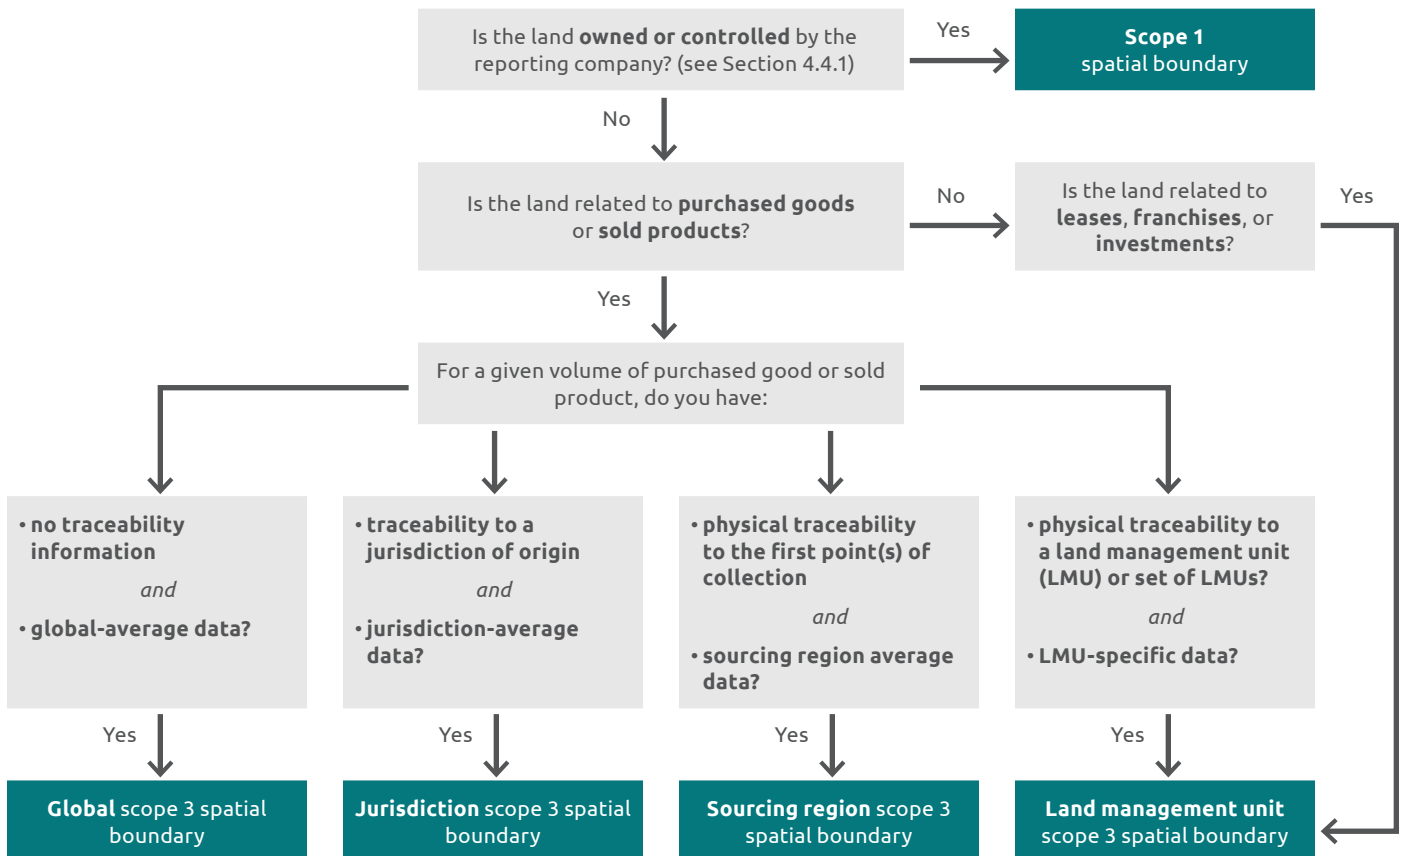 Is the land owned or controlled by the
reporting company? (see Section 4.4.1)
Yes
Scope 1
spatial boundary
No
Is the land related to purchased goods
or sold products?
No
Is the land related to
leases, franchises, or
investments?
Yes
Yes
For a given volume of purchased good or sold
product, do you have:
• no traceability
information
and
• global-average data?
• traceability to a
jurisdiction of origin
and
• jurisdiction-average
data?
• physical traceability
to the first point(s) of
collection
and
• sourcing region average
data?
• physical traceability to
a land management unit
(LMU) or set of LMUs?
and
• LMU-specific data?
Yes
Yes
Yes
Yes
Global scope 3 spatial
boundary
Jurisdiction scope 3 spatial
boundary
Sourcing region scope 3
spatial boundary
Land management unit
scope 3 spatial boundary